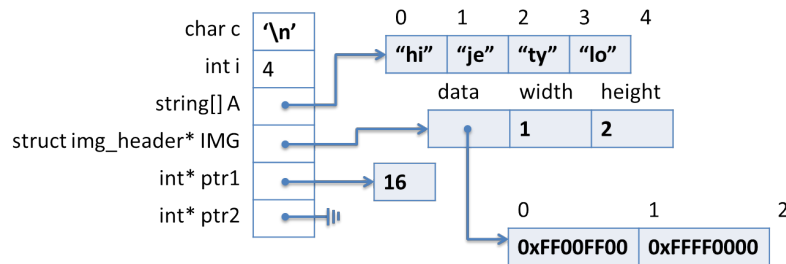 0 1 2 3 4
char c '\n' “hi” “je” “ty” “lo”
int i 4
data width height
string[] A
1 2
struct img_header* IMG
int* ptr1 16
int* ptr2
0 1 2
0xFF00FF00 0xFFFF0000